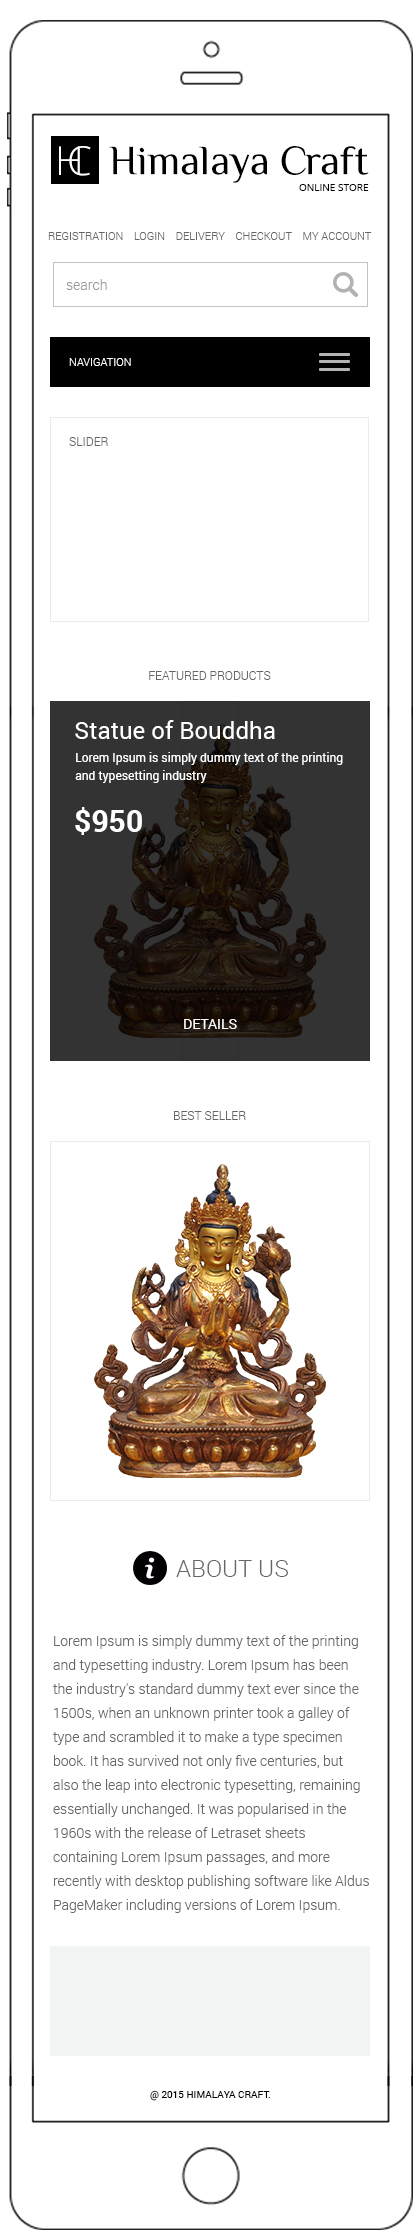 HC Himalaya Craft
ONLINE STORE
REGISTRATION LOGIN DELIVERY CHECKOUT MY ACCOUNT
search
NAVIGATION
SLIDER
FEATURED PRODUCTS
Statue of Bouddha
Lorem Ipsum is simply dummy text of the printing
and typesetting industry
$950
DETAILS
BEST SELLER
i ABOUT US
Lorem Ipsum is simply dummy text of the printing
and typesetting industry. Lorem Ipsum has been
the industry's standard dummy text ever since the
1500s, when an unknown printer took a galley of
type and scrambled it to make a type specimen
book. It has survived not only five centuries, but
also the leap into electronic typesetting, remaining
essentially unchanged. It was popularised in the
1960s with the release of Letraset sheets
containing Lorem Ipsum passages, and more
recently with desktop publishing software like Aldus
PageMaker including versions of Lorem Ipsum.
@ 2015 HIMALAYA CRAFT.